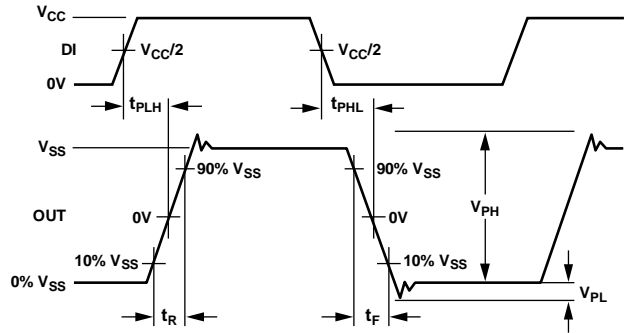 VCC
DI
VCC/2
VCC/2
0V
tPLH
tPHL
VSS
90% VSS
90% VSS
OUT
0V
0V
VPH
10% VSS
10% VSS
0% VSS
VPL
tR
tF